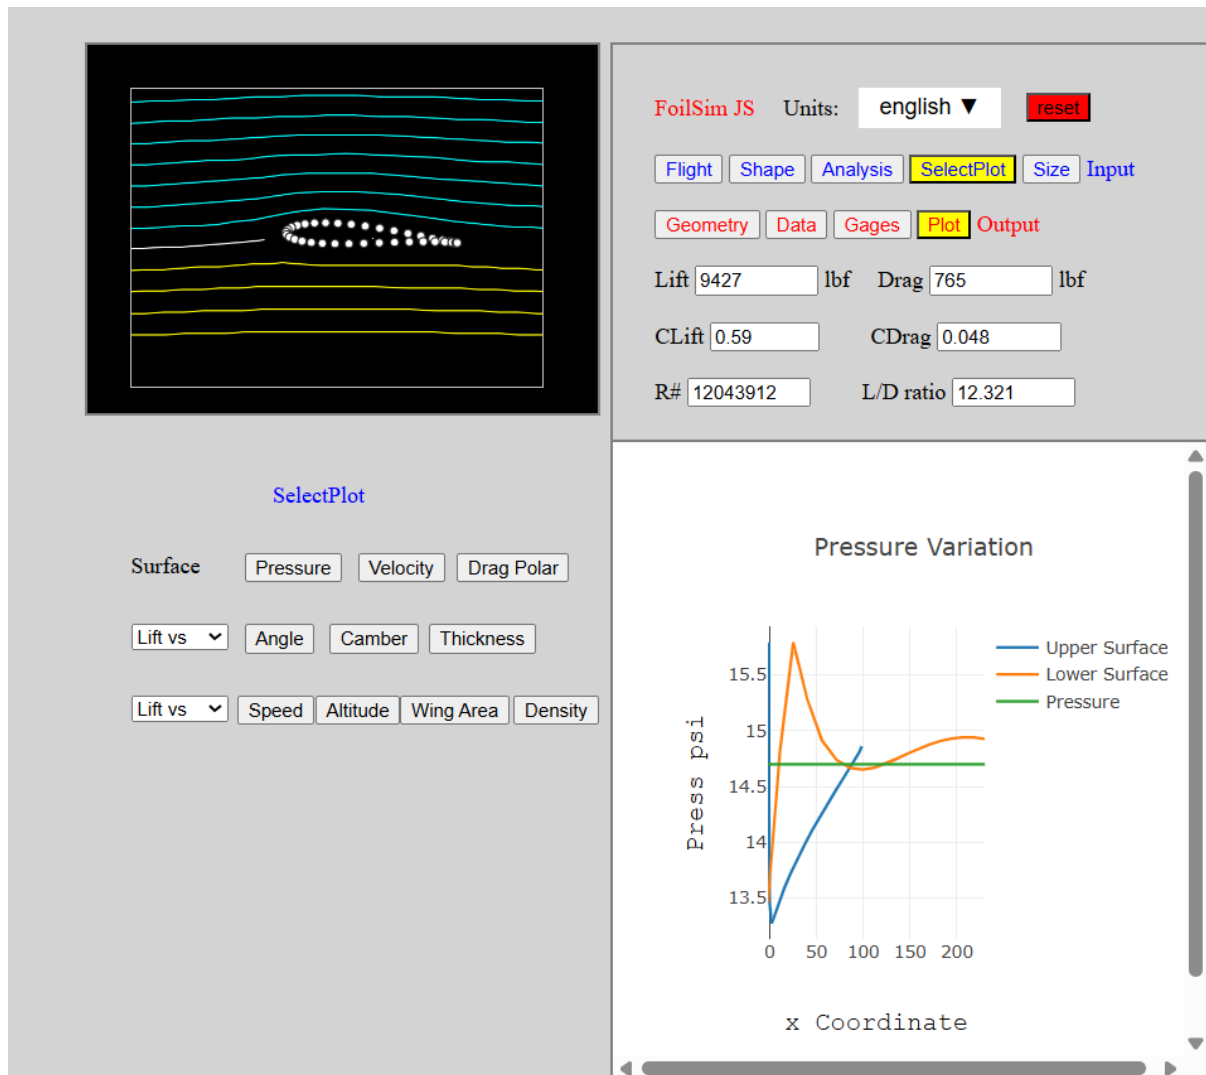 FoilSim JS Units: english ▼ reset
Flight Shape Analysis SelectPlot Size Input
Geometry Data Gages Plot Output
Lift 9427 lbf Drag 765 lbf
CLift 0.59 CDrag 0.048
R# 12043912 L/D ratio 12.321
SelectPlot
Surface Pressure Velocity Drag Polar
Lift vs Angle Camber Thickness
Lift vs Speed Altitude Wing Area Density
Pressure Variation
Upper Surface
Lower Surface
Pressure
15.5
15
14.5
14
13.5
Press psi
0 50 100 150 200
x Coordinate